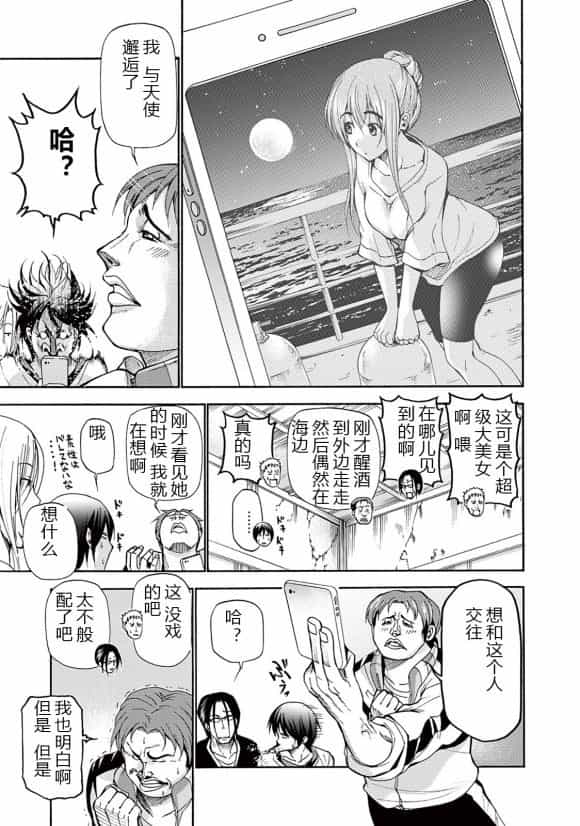 我 与天使
邂逅了
哈？
这可是个超
级大美女
啊 喂
在哪儿见
到的啊
刚才醒酒
到外边走走
然后偶然在
海边
真的吗
……
刚才看见她
的时候 我就
在想啊
ドキ
ドキ
哦
想什么
想和这个人
交往
哈？
这 没戏
的吧
太不般
配了吧
我也明白啊
但是 但是